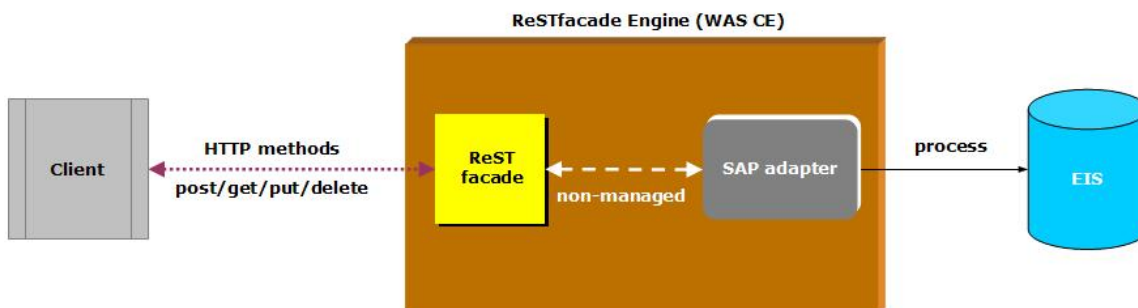 ReSTfacade Engine (WAS CE)
Client
HTTP methods
post/get/put/delete
ReST
facade
non-managed
SAP adapter
process
EIS